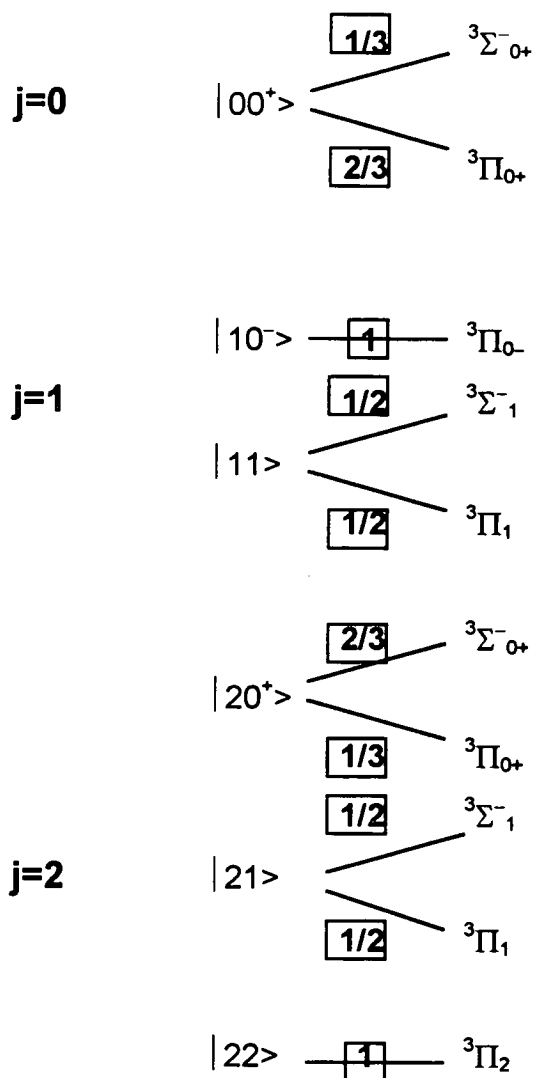 1/3 ³Σ⁻₀₊
j=0 |00⁺>
2/3 ³Π₀₊
|10⁻> 1 ³Π₀₋
1/2 ³Σ⁻₁
j=1
|11>
1/2 ³Π₁
2/3 ³Σ⁻₀₊
|20⁺>
1/3 ³Π₀₊
1/2 ³Σ⁻₁
j=2 |21>
1/2 ³Π₁
|22> 1 ³Π₂